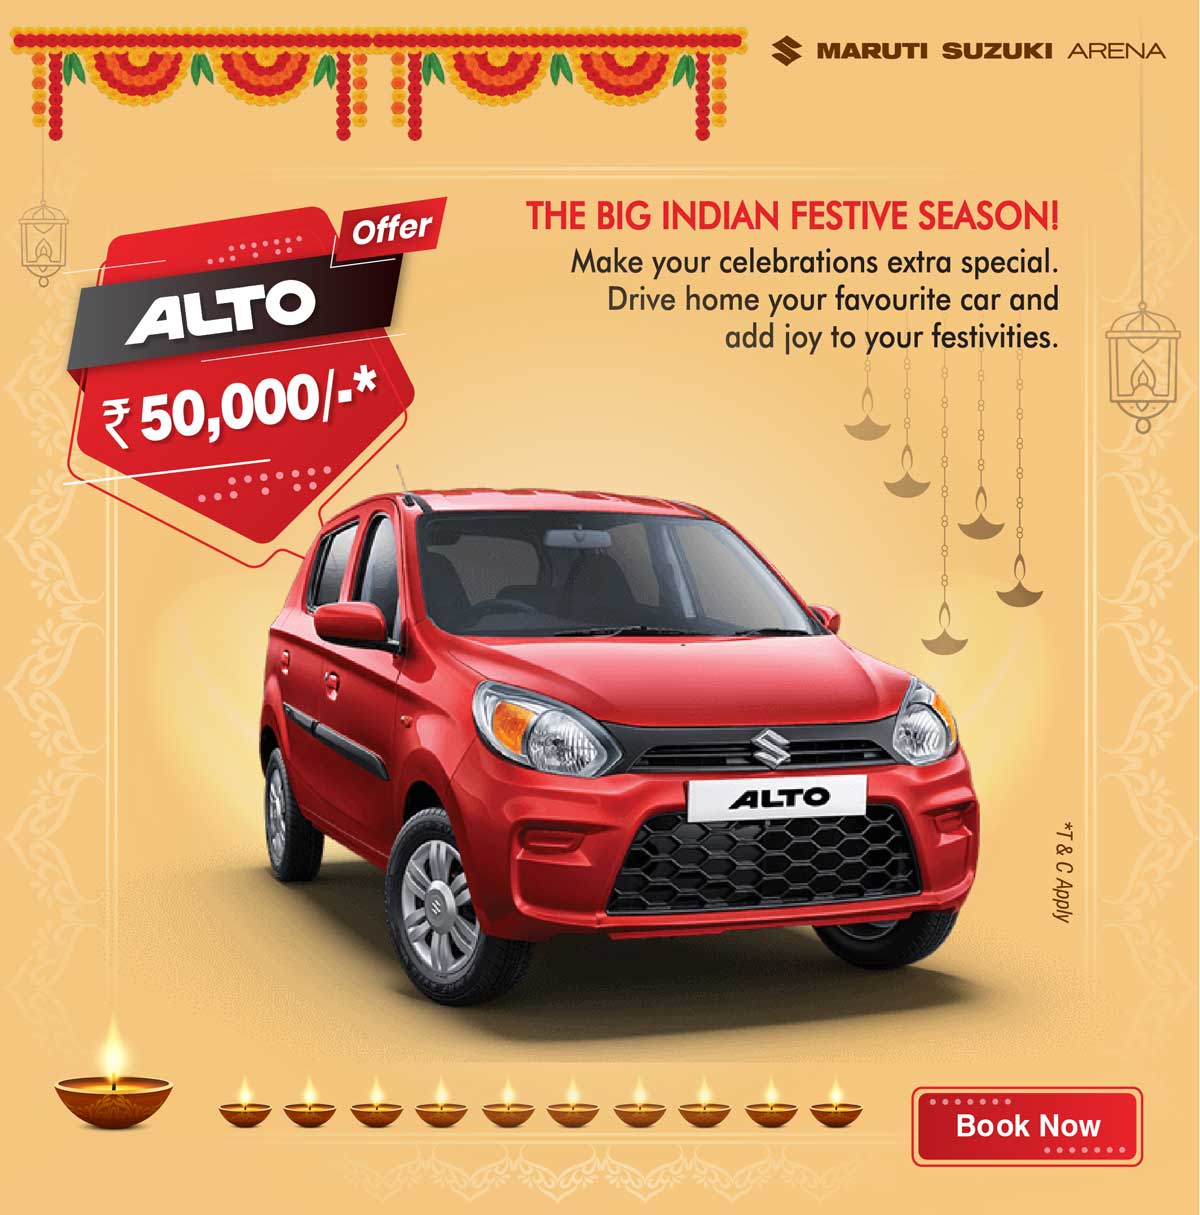 MARUTI SUZUKI ARENA
Offer
ALTO
₹ 50,000/-*
THE BIG INDIAN FESTIVE SEASON!
Make your celebrations extra special.
Drive home your favourite car and
add joy to your festivities.
ALTO
*T & C Apply
Book Now